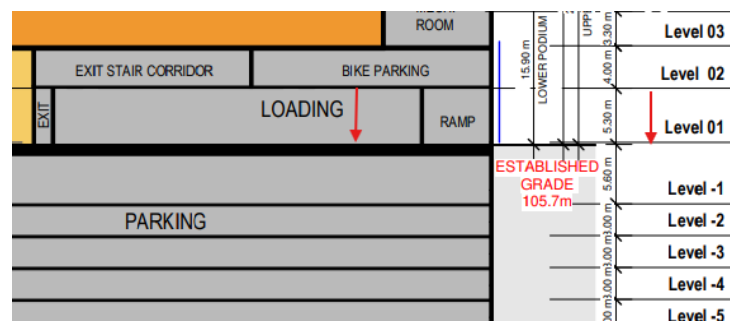 ROOM
3.30 m
UPP
Level 03
EXIT STAIR CORRIDOR
BIKE PARKING
15.90 m
LOWER PODIUM
4.00 m
Level 02
EXIT
LOADING
RAMP
5.30 m
Level 01
ESTABLISHED
GRADE
105.7m
5.60 m
Level -1
PARKING
3.00 m
Level -2
3.00 m
Level -3
3.00 m
Level -4
Level -5